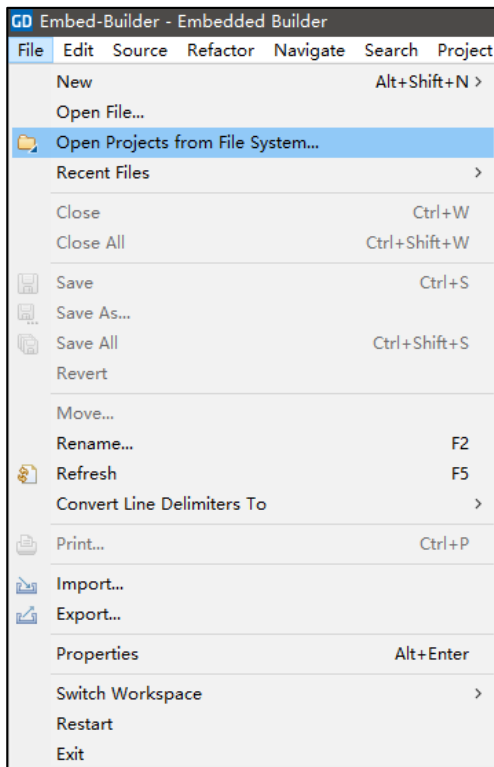 GD Embed-Builder - Embedded Builder
File Edit Source Refactor Navigate Search Project
New Alt+Shift+N >
Open File...
Open Projects from File System...
Recent Files >
Close Ctrl+W
Close All Ctrl+Shift+W
Save Ctrl+S
Save As...
Save All Ctrl+Shift+S
Revert
Move...
Rename... F2
Refresh F5
Convert Line Delimiters To >
Print... Ctrl+P
Import...
Export...
Properties Alt+Enter
Switch Workspace >
Restart
Exit